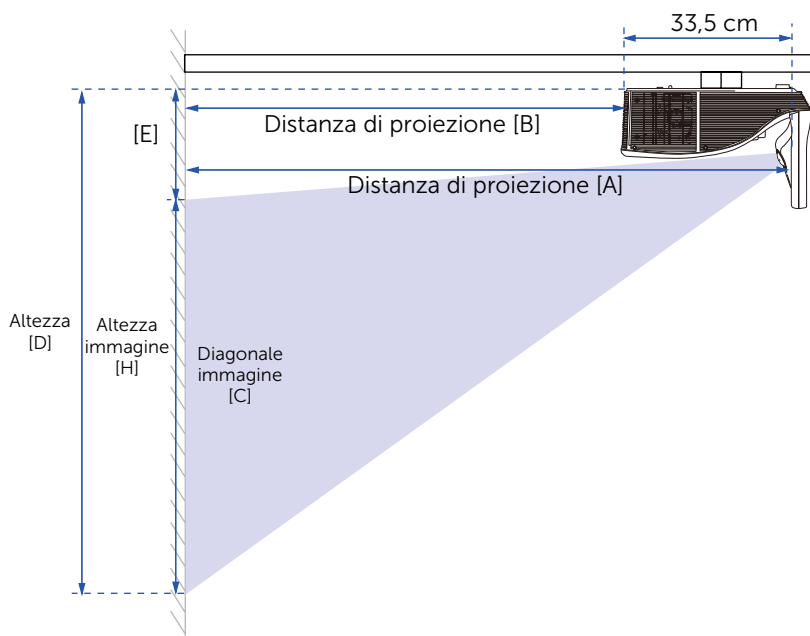 33,5 cm
Distanza di proiezione [B]
[E]
Distanza di proiezione [A]
Altezza
[D]
Altezza
immagine
[H]
Diagonale
immagine
[C]